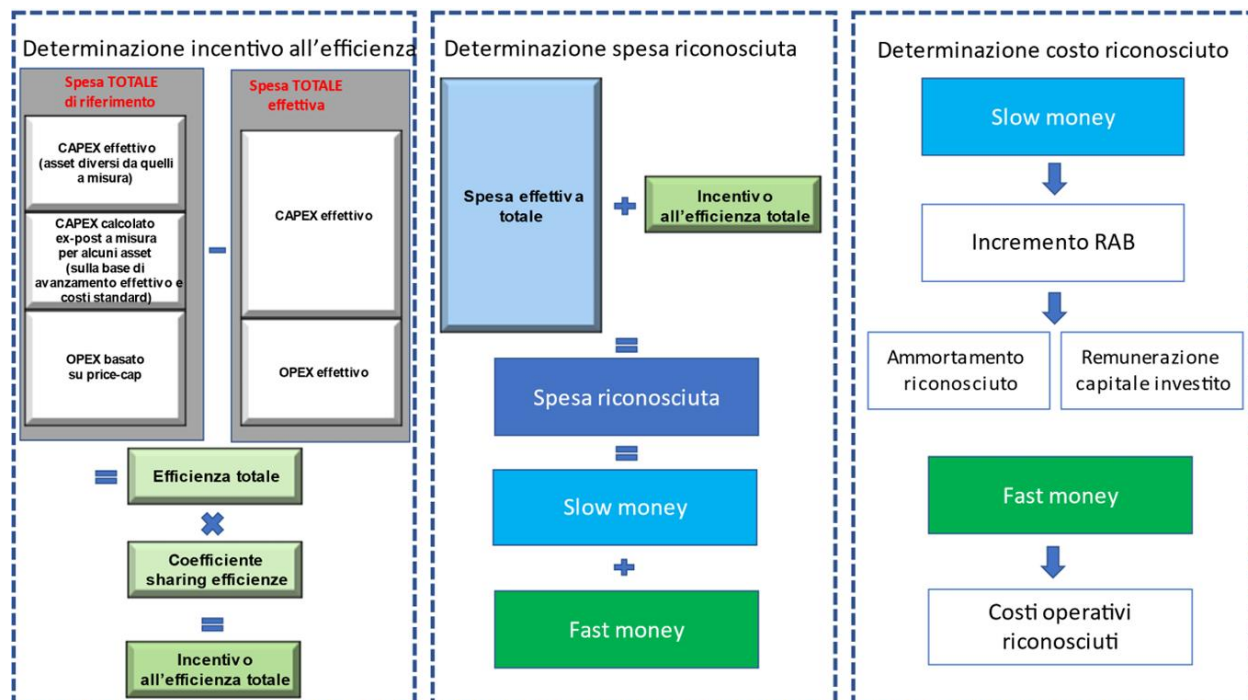 Determinazione incentivo all'efficienza
Spesa TOTALE
di riferimento
CAPEX effettivo
(asset diversi da quelli
a misura)
CAPEX calcolato
ex-post a misura
per alcuni asset
(sulla base di
avanzamento effettivo e
costi standard)
OPEX basato
su price-cap
Spesa TOTALE
effettiva
CAPEX effettivo
OPEX effettivo
Efficienza totale
Coefficiente
sharing efficienze
Incentivo
all'efficienza totale
Determinazione spesa riconosciuta
Spesa effettiva
totale
Incentivo
all'efficienza totale
Spesa riconosciuta
Slow money
Fast money
Determinazione costo riconosciuto
Slow money
Incremento RAB
Ammortamento
riconosciuto
Remunerazione
capitale investito
Fast money
Costi operativi
riconosciuti